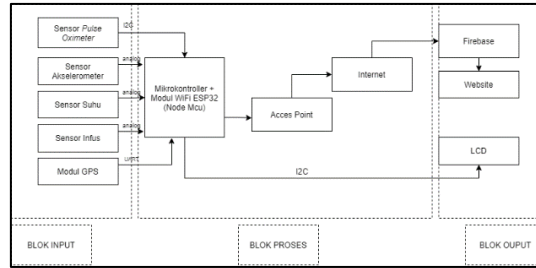 Sensor Pulse
Oximeter
I2C
Sensor
Akselerometer
analog
Sensor Suhu
analog
Sensor Infus
analog
Modul GPS
UART
Mikrokontroller +
Modul WiFi ESP32
(Node Mcu)
Acces Point
Internet
Firebase
Website
LCD
I2C
BLOK INPUT
BLOK PROSES
BLOK OUPUT